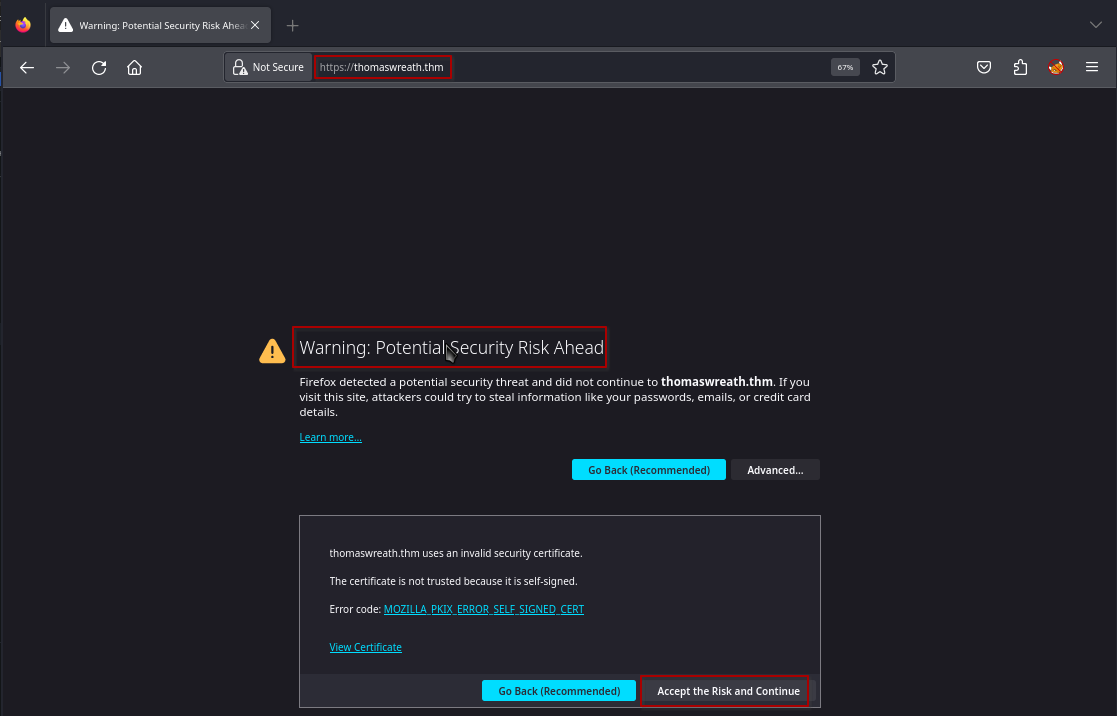 Warning: Potential Security Risk Ahea
Not Secure
https://thomaswreath.thm
67%
Warning: Potential Security Risk Ahead
Firefox detected a potential security threat and did not continue to thomaswreath.thm. If you
visit this site, attackers could try to steal information like your passwords, emails, or credit card
details.
Learn more...
Go Back (Recommended)
Advanced...
thomaswreath.thm uses an invalid security certificate.
The certificate is not trusted because it is self-signed.
Error code: MOZILLA_PKIX_ERROR_SELF_SIGNED_CERT
View Certificate
Go Back (Recommended)
Accept the Risk and Continue